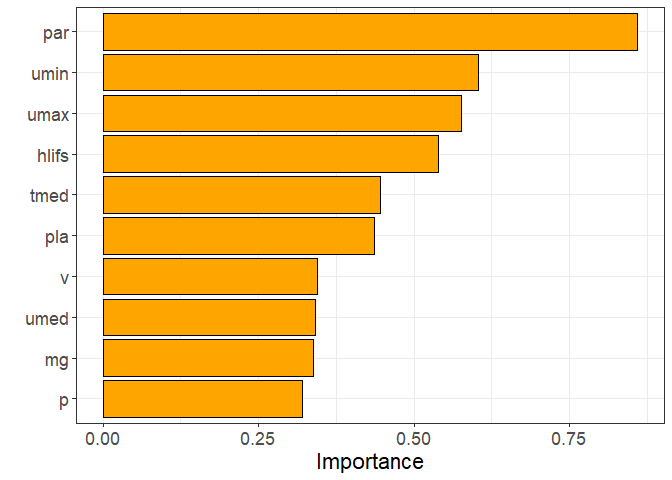 par
umin
umax
hlifs
tmed
pla
v
umed
mg
p
0.00 0.25 0.50 0.75
Importance